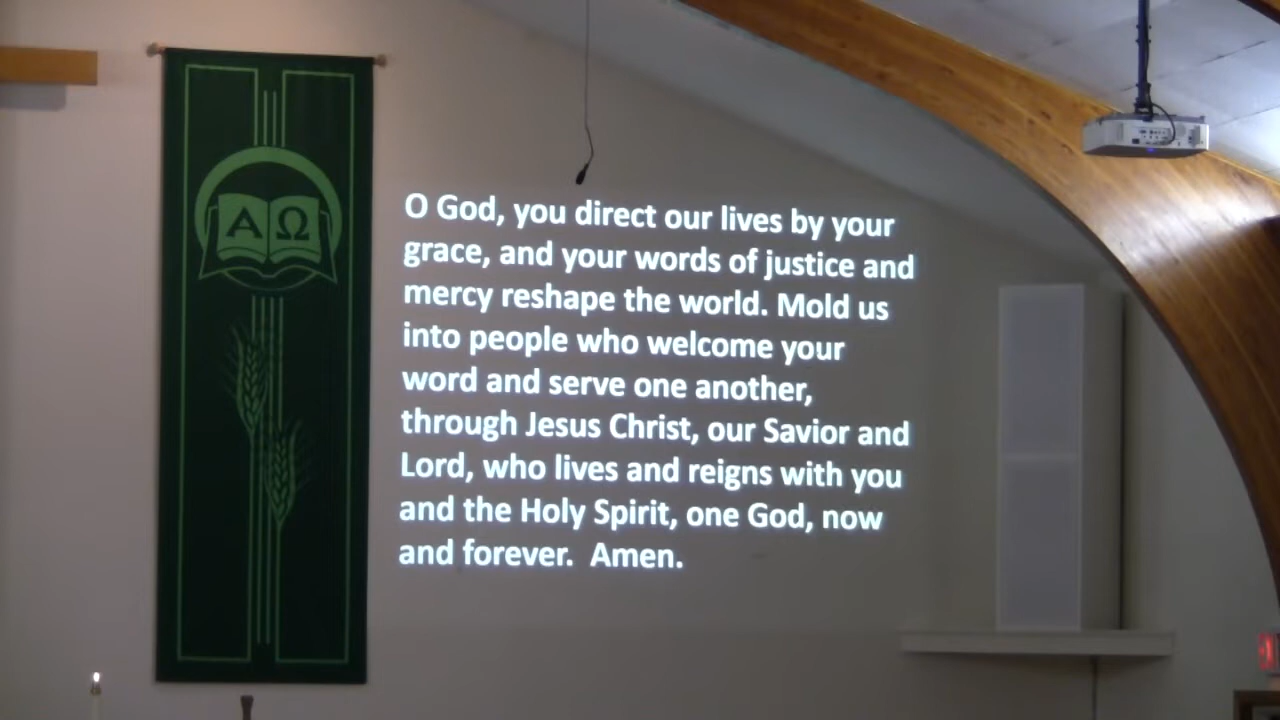 Α Ω
O God, you direct our lives by your
grace, and your words of justice and
mercy reshape the world. Mold us
into people who welcome your
word and serve one another,
through Jesus Christ, our Savior and
Lord, who lives and reigns with you
and the Holy Spirit, one God, now
and forever.  Amen.